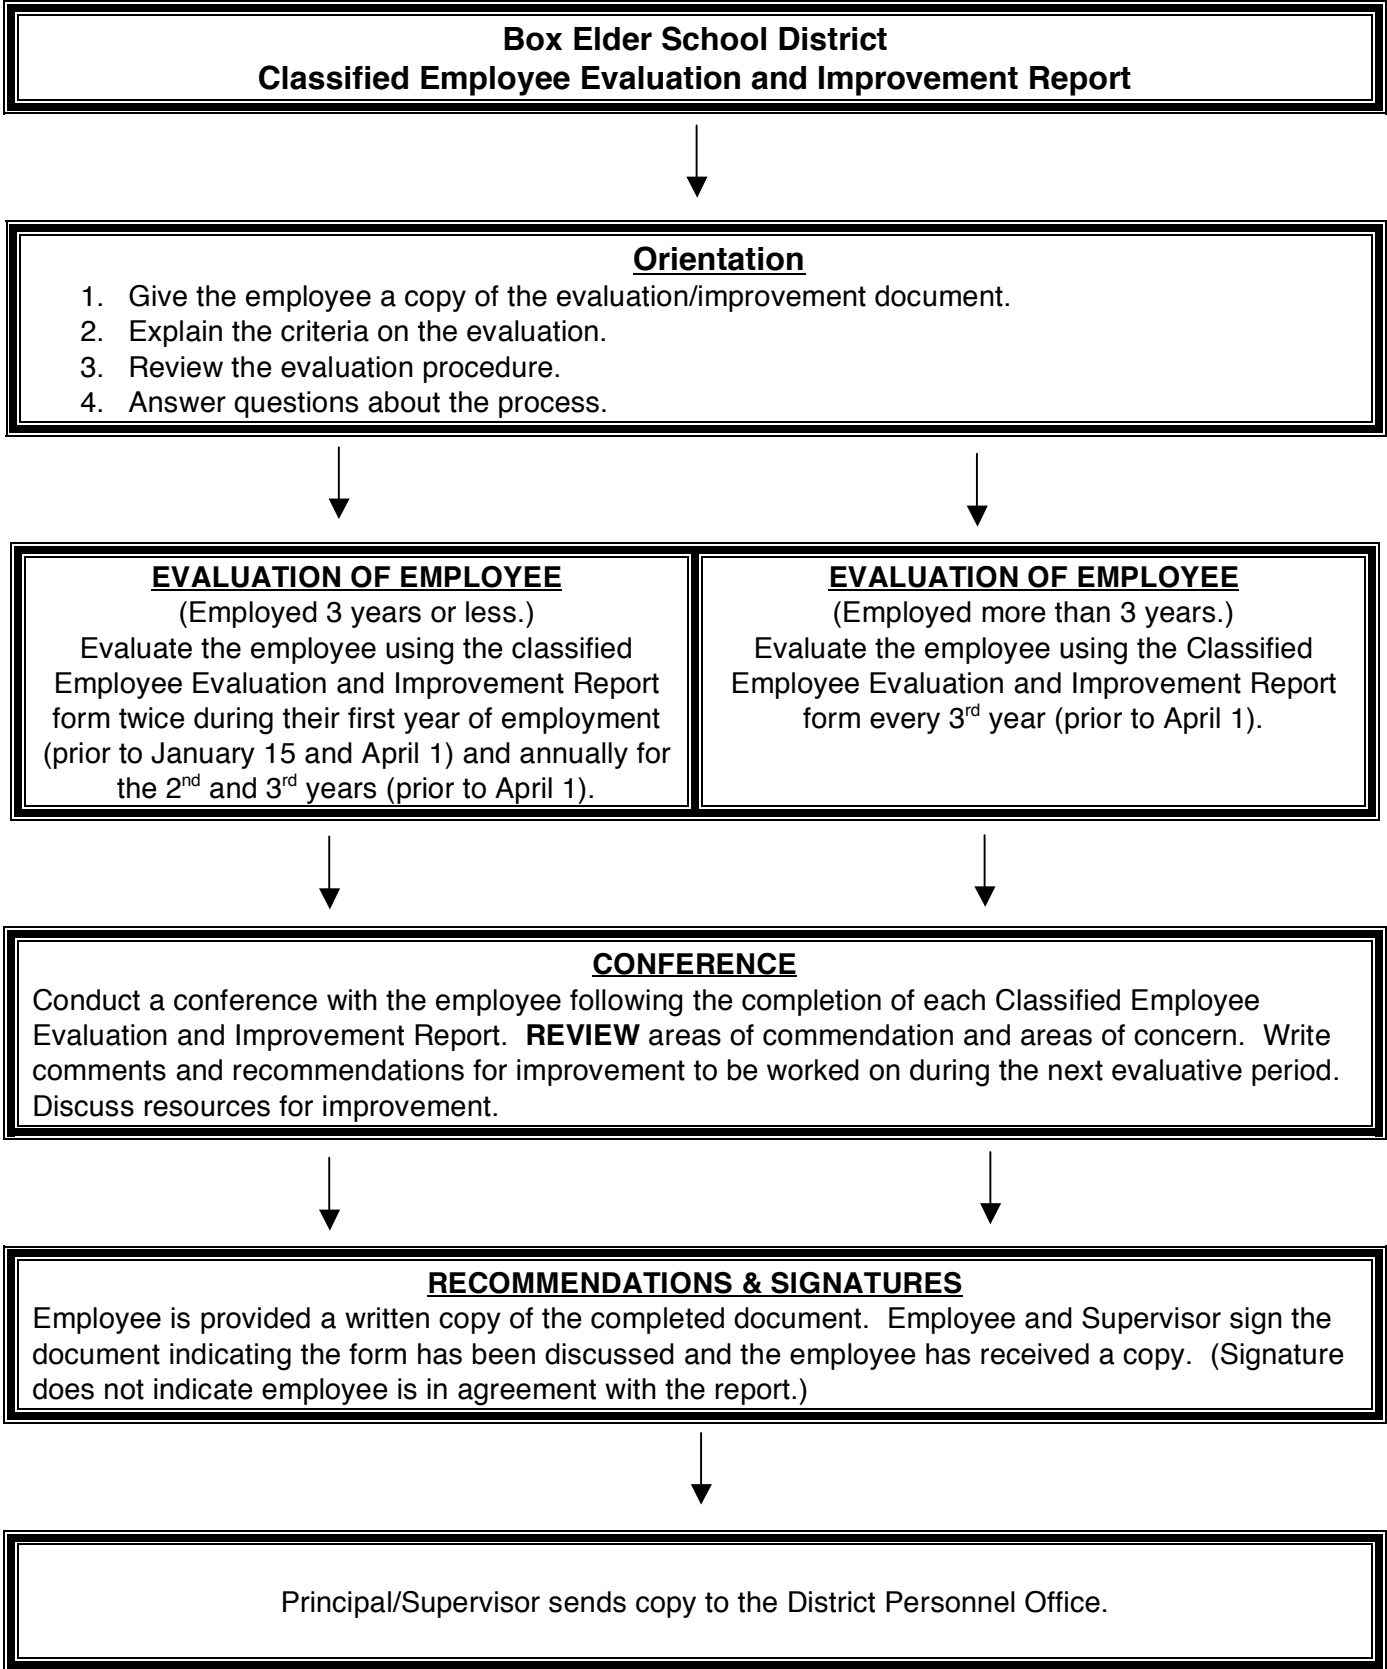 Box Elder School District
Classified Employee Evaluation and Improvement Report
Orientation
1. Give the employee a copy of the evaluation/improvement document.
2. Explain the criteria on the evaluation.
3. Review the evaluation procedure.
4. Answer questions about the process.
EVALUATION OF EMPLOYEE
(Employed 3 years or less.)
Evaluate the employee using the classified
Employee Evaluation and Improvement Report
form twice during their first year of employment
(prior to January 15 and April 1) and annually for
the 2nd and 3rd years (prior to April 1).
EVALUATION OF EMPLOYEE
(Employed more than 3 years.)
Evaluate the employee using the Classified
Employee Evaluation and Improvement Report
form every 3rd year (prior to April 1).
CONFERENCE
Conduct a conference with the employee following the completion of each Classified Employee
Evaluation and Improvement Report. REVIEW areas of commendation and areas of concern. Write
comments and recommendations for improvement to be worked on during the next evaluative period.
Discuss resources for improvement.
RECOMMENDATIONS & SIGNATURES
Employee is provided a written copy of the completed document. Employee and Supervisor sign the
document indicating the form has been discussed and the employee has received a copy. (Signature
does not indicate employee is in agreement with the report.)
Principal/Supervisor sends copy to the District Personnel Office.